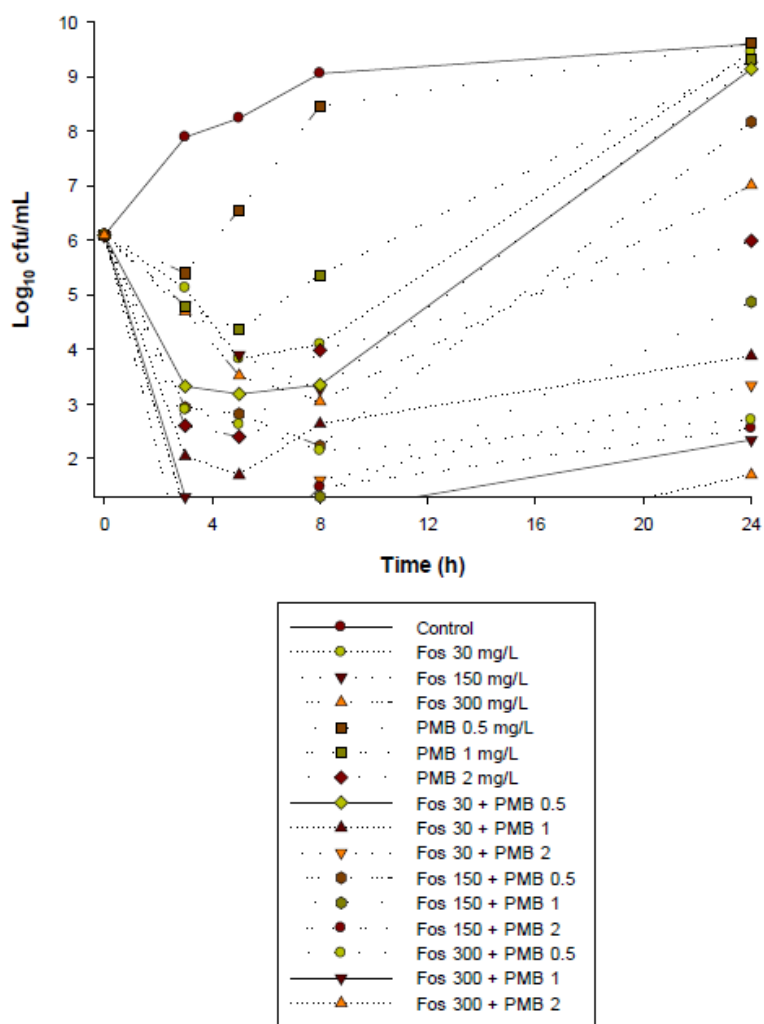 10
9
8
7
6
5
4
3
2
Log₁₀ cfu/mL
0 4 8 12 16 20 24
Time (h)
Control
Fos 30 mg/L
Fos 150 mg/L
Fos 300 mg/L
PMB 0.5 mg/L
PMB 1 mg/L
PMB 2 mg/L
Fos 30 + PMB 0.5
Fos 30 + PMB 1
Fos 30 + PMB 2
Fos 150 + PMB 0.5
Fos 150 + PMB 1
Fos 150 + PMB 2
Fos 300 + PMB 0.5
Fos 300 + PMB 1
Fos 300 + PMB 2